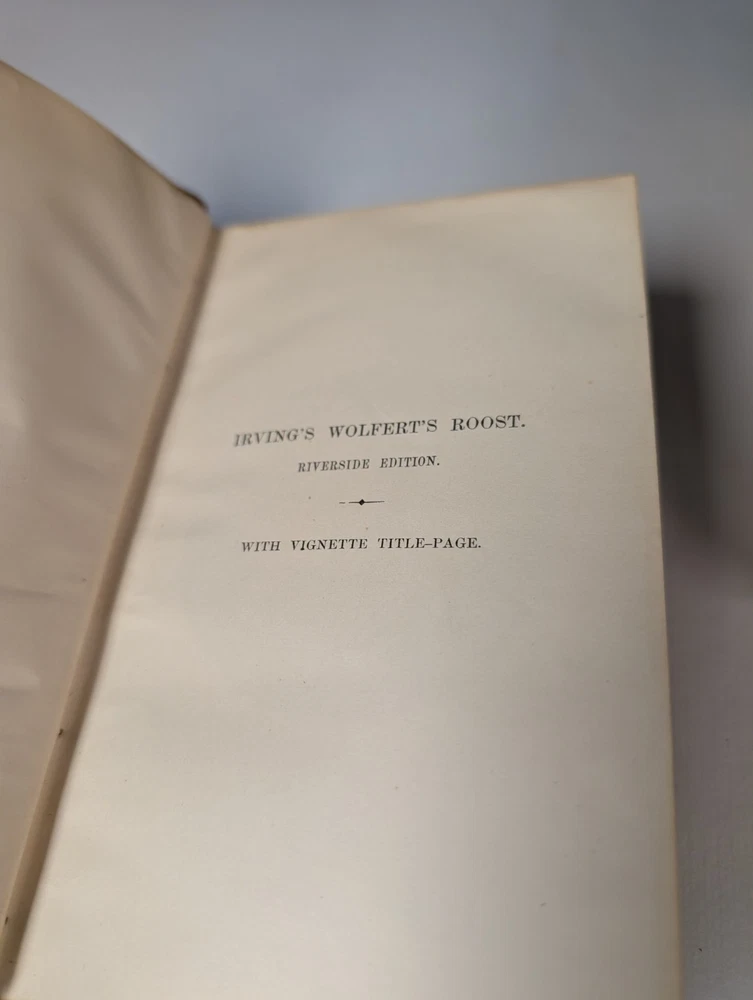 IRVING'S WOLFERT'S ROOST.
RIVERSIDE EDITION.
WITH VIGNETTE TITLE-PAGE.